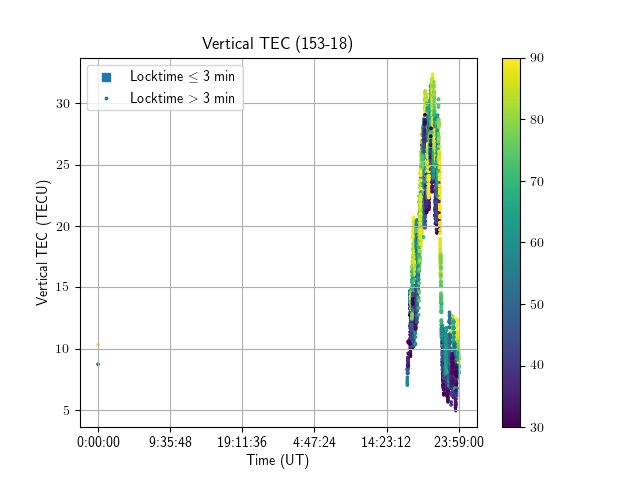 Vertical TEC (153-18)
Locktime ≤ 3 min
Locktime > 3 min
Vertical TEC (TECU)
30
25
20
15
10
5
0:00:00 9:35:48 19:11:36 4:47:24 14:23:12 23:59:00
Time (UT)
90
80
70
60
50
40
30